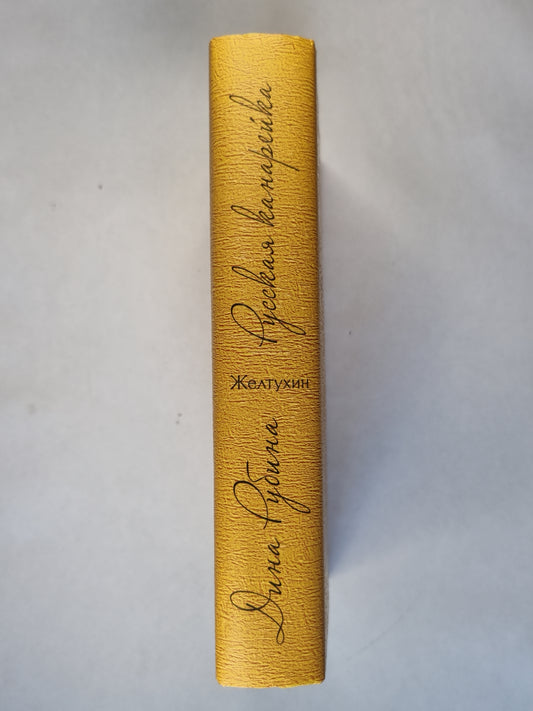 Дина Рубина
Желтухин
Русская канарейка